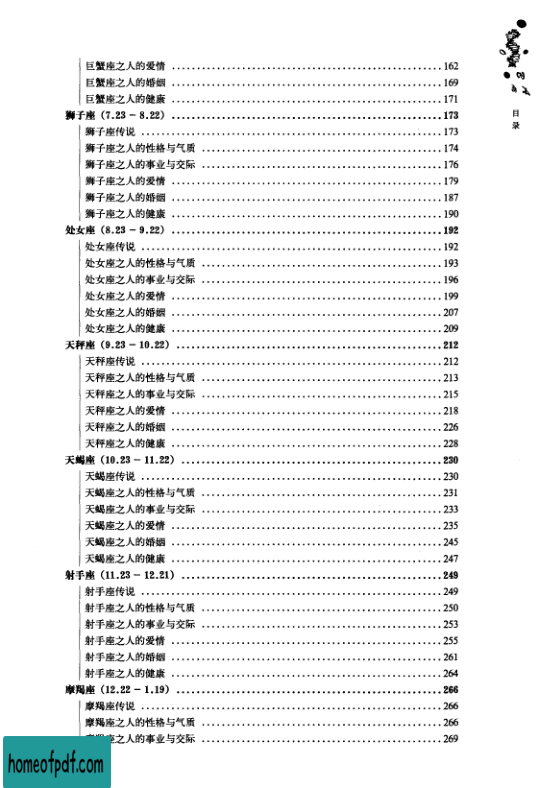 巨蟹座之人的爱情 ……………………………………………… 162
巨蟹座之人的婚姻 ……………………………………………… 169
巨蟹座之人的健康 ……………………………………………… 171
狮子座（7.23－8.22） ……………………………………………… 173
狮子座传说 ……………………………………………… 173
狮子座之人的性格与气质 ……………………………………………… 174
狮子座之人的事业与交际 ……………………………………………… 176
狮子座之人的爱情 ……………………………………………… 179
狮子座之人的婚姻 ……………………………………………… 187
狮子座之人的健康 ……………………………………………… 190
处女座（8.23－9.22） ……………………………………………… 192
处女座传说 ……………………………………………… 192
处女座之人的性格与气质 ……………………………………………… 193
处女座之人的事业与交际 ……………………………………………… 196
处女座之人的爱情 ……………………………………………… 199
处女座之人的婚姻 ……………………………………………… 207
处女座之人的健康 ……………………………………………… 209
天秤座（9.23－10.22） ……………………………………………… 212
天秤座传说 ……………………………………………… 212
天秤座之人的性格与气质 ……………………………………………… 213
天秤座之人的事业与交际 ……………………………………………… 215
天秤座之人的爱情 ……………………………………………… 218
天秤座之人的婚姻 ……………………………………………… 226
天秤座之人的健康 ……………………………………………… 228
天蝎座（10.23－11.22） ……………………………………………… 230
天蝎座传说 ……………………………………………… 230
天蝎座之人的性格与气质 ……………………………………………… 231
天蝎座之人的事业与交际 ……………………………………………… 233
天蝎座之人的爱情 ……………………………………………… 235
天蝎座之人的婚姻 ……………………………………………… 245
天蝎座之人的健康 ……………………………………………… 247
射手座（11.23－12.21） ……………………………………………… 249
射手座传说 ……………………………………………… 249
射手座之人的性格与气质 ……………………………………………… 250
射手座之人的事业与交际 ……………………………………………… 253
射手座之人的爱情 ……………………………………………… 255
射手座之人的婚姻 ……………………………………………… 261
射手座之人的健康 ……………………………………………… 264
摩羯座（12.22－1.19） ……………………………………………… 266
摩羯座传说 ……………………………………………… 266
摩羯座之人的性格与气质 ……………………………………………… 266
之人的事业与交际 ……………………………………………… 269
目录
homeofpdf.com